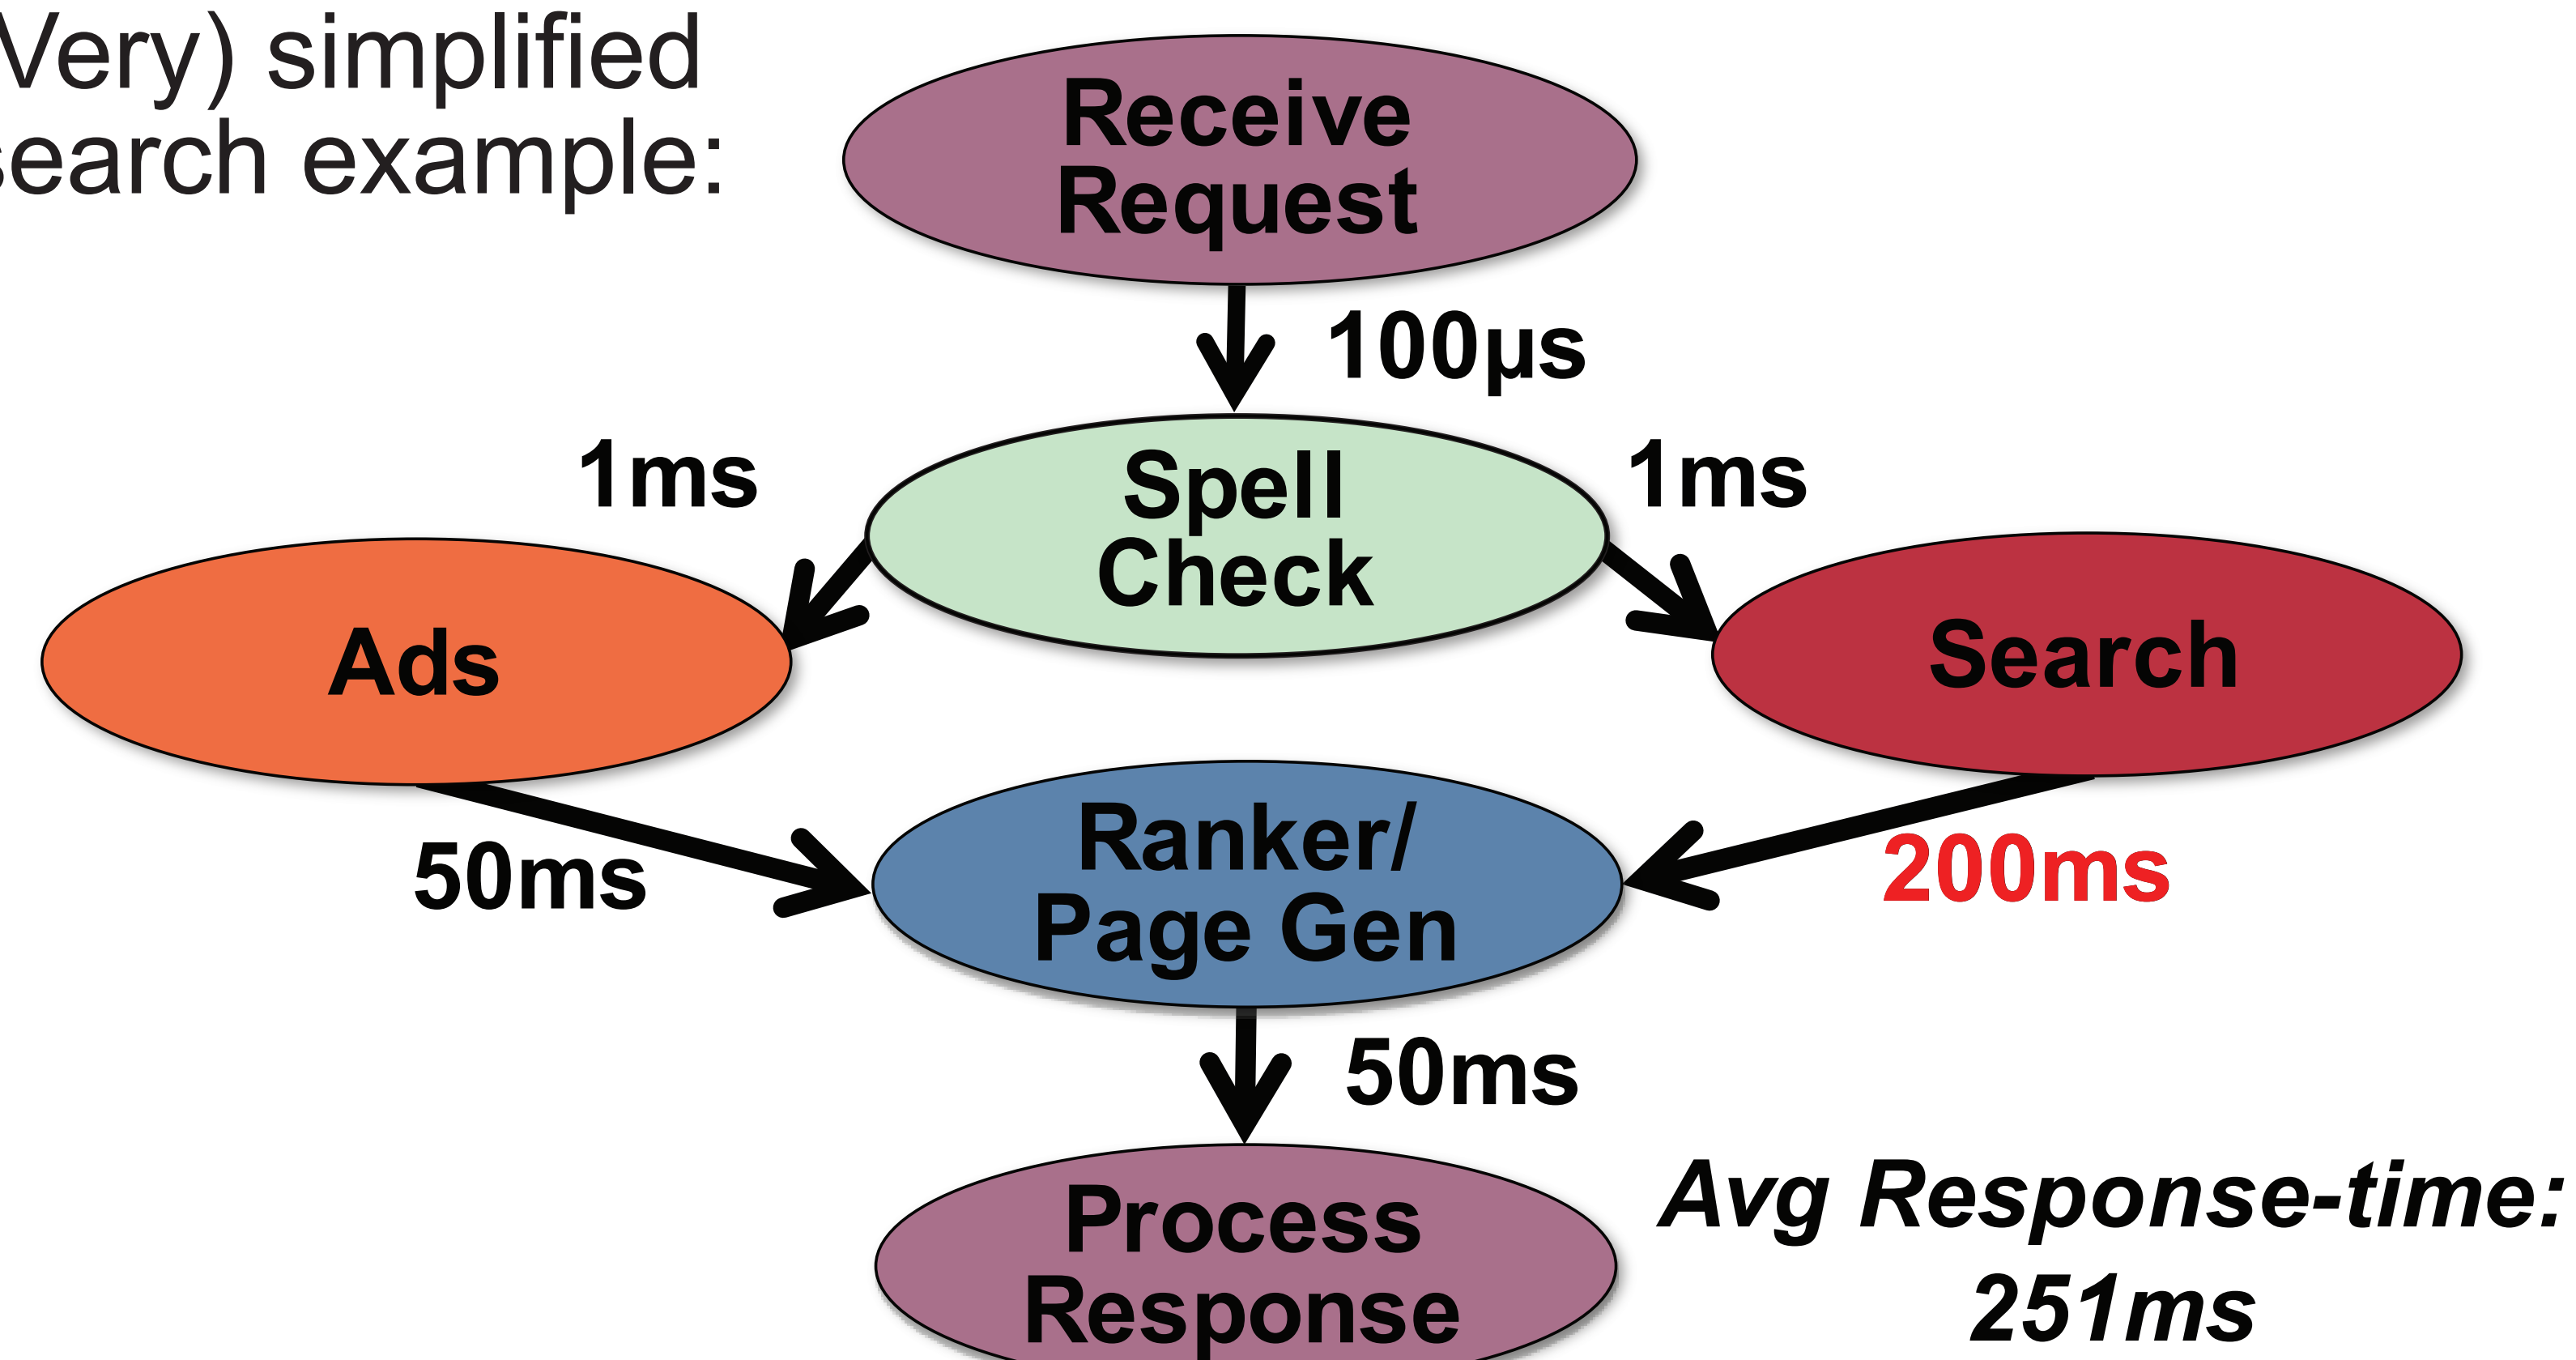 Very) simplified
search example:
Receive
Request
100µs
1ms
Spell
Check
1ms
Ads
Search
50ms
Ranker/
Page Gen
200ms
50ms
Process
Response
Avg Response-time:
251ms